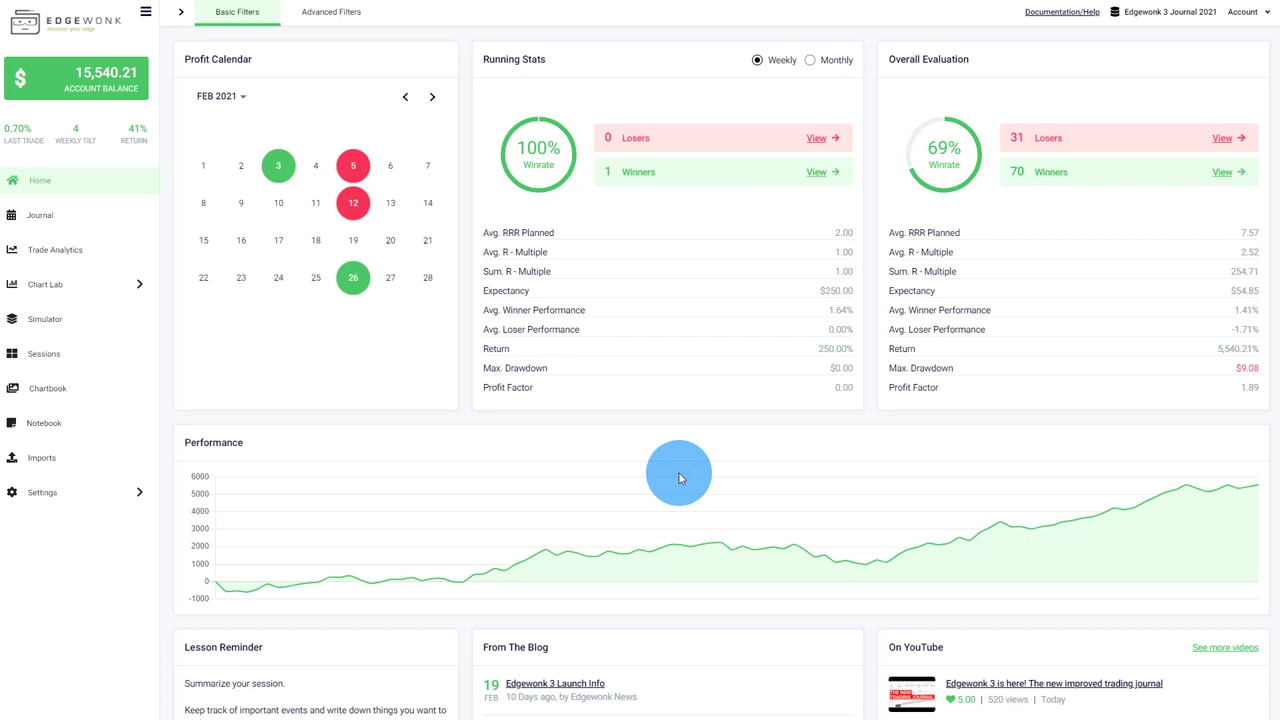 EDGEWONK
discover your edge
Basic Filters
Advanced Filters
Documentation/Help
Edgewonk 3 Journal 2021
Account
$
15,540.21
ACCOUNT BALANCE
0.70%
LAST TRADE
4
WEEKLY TILT
41%
RETURN
Home
Journal
Trade Analytics
Chart Lab
Simulator
Sessions
Chartbook
Notebook
Imports
Settings
Profit Calendar
FEB 2021
1 2 3 4 5 6 7
8 9 10 11 12 13 14
15 16 17 18 19 20 21
22 23 24 25 26 27 28
Running Stats
Weekly
Monthly
100%
Winrate
0 Losers View
1 Winners View
Avg. RRR Planned 2.00
Avg. R - Multiple 1.00
Sum. R - Multiple 1.00
Expectancy $250.00
Avg. Winner Performance 1.64%
Avg. Loser Performance 0.00%
Return 250.00%
Max. Drawdown $0.00
Profit Factor 0.00
Overall Evaluation
69%
Winrate
31 Losers View
70 Winners View
Avg. RRR Planned 7.57
Avg. R - Multiple 2.52
Sum. R - Multiple 254.71
Expectancy $54.85
Avg. Winner Performance 1.41%
Avg. Loser Performance -1.71%
Return 5,540.21%
Max. Drawdown $9.08
Profit Factor 1.89
Performance
6000
5000
4000
3000
2000
1000
0
-1000
Lesson Reminder
Summarize your session.
Keep track of important events and write down things you want to
From The Blog
19
FEB
Edgewonk 3 Launch Info
10 Days ago, by Edgewonk News
On YouTube
See more videos
THE NEW
TRADING JOURNAL
Edgewonk 3 is here! The new improved trading journal
5.00 | 520 views | Today